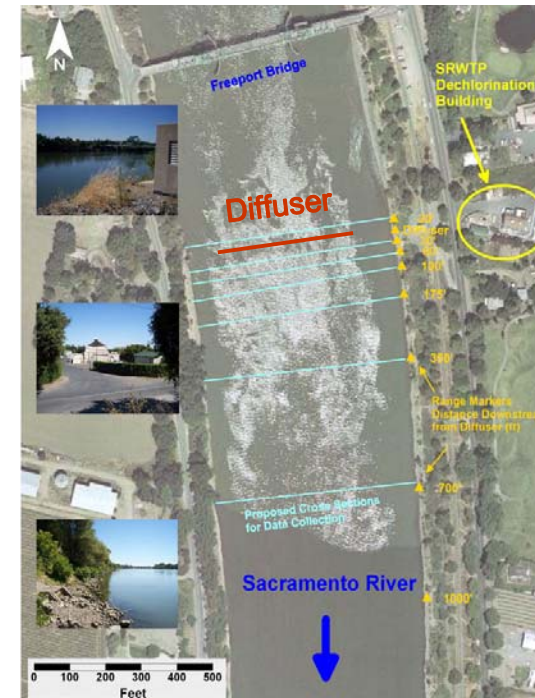 N
Freeport Bridge
SRWTP
Dechlorination
Building
Diffuser
100'
175'
350'
Range Markers
Distance Downstrea
from Diffuser (ft)
700'
Proposed Cross Sections
for Data Collection
Sacramento River
1000'
0 100 200 300 400 500
Feet